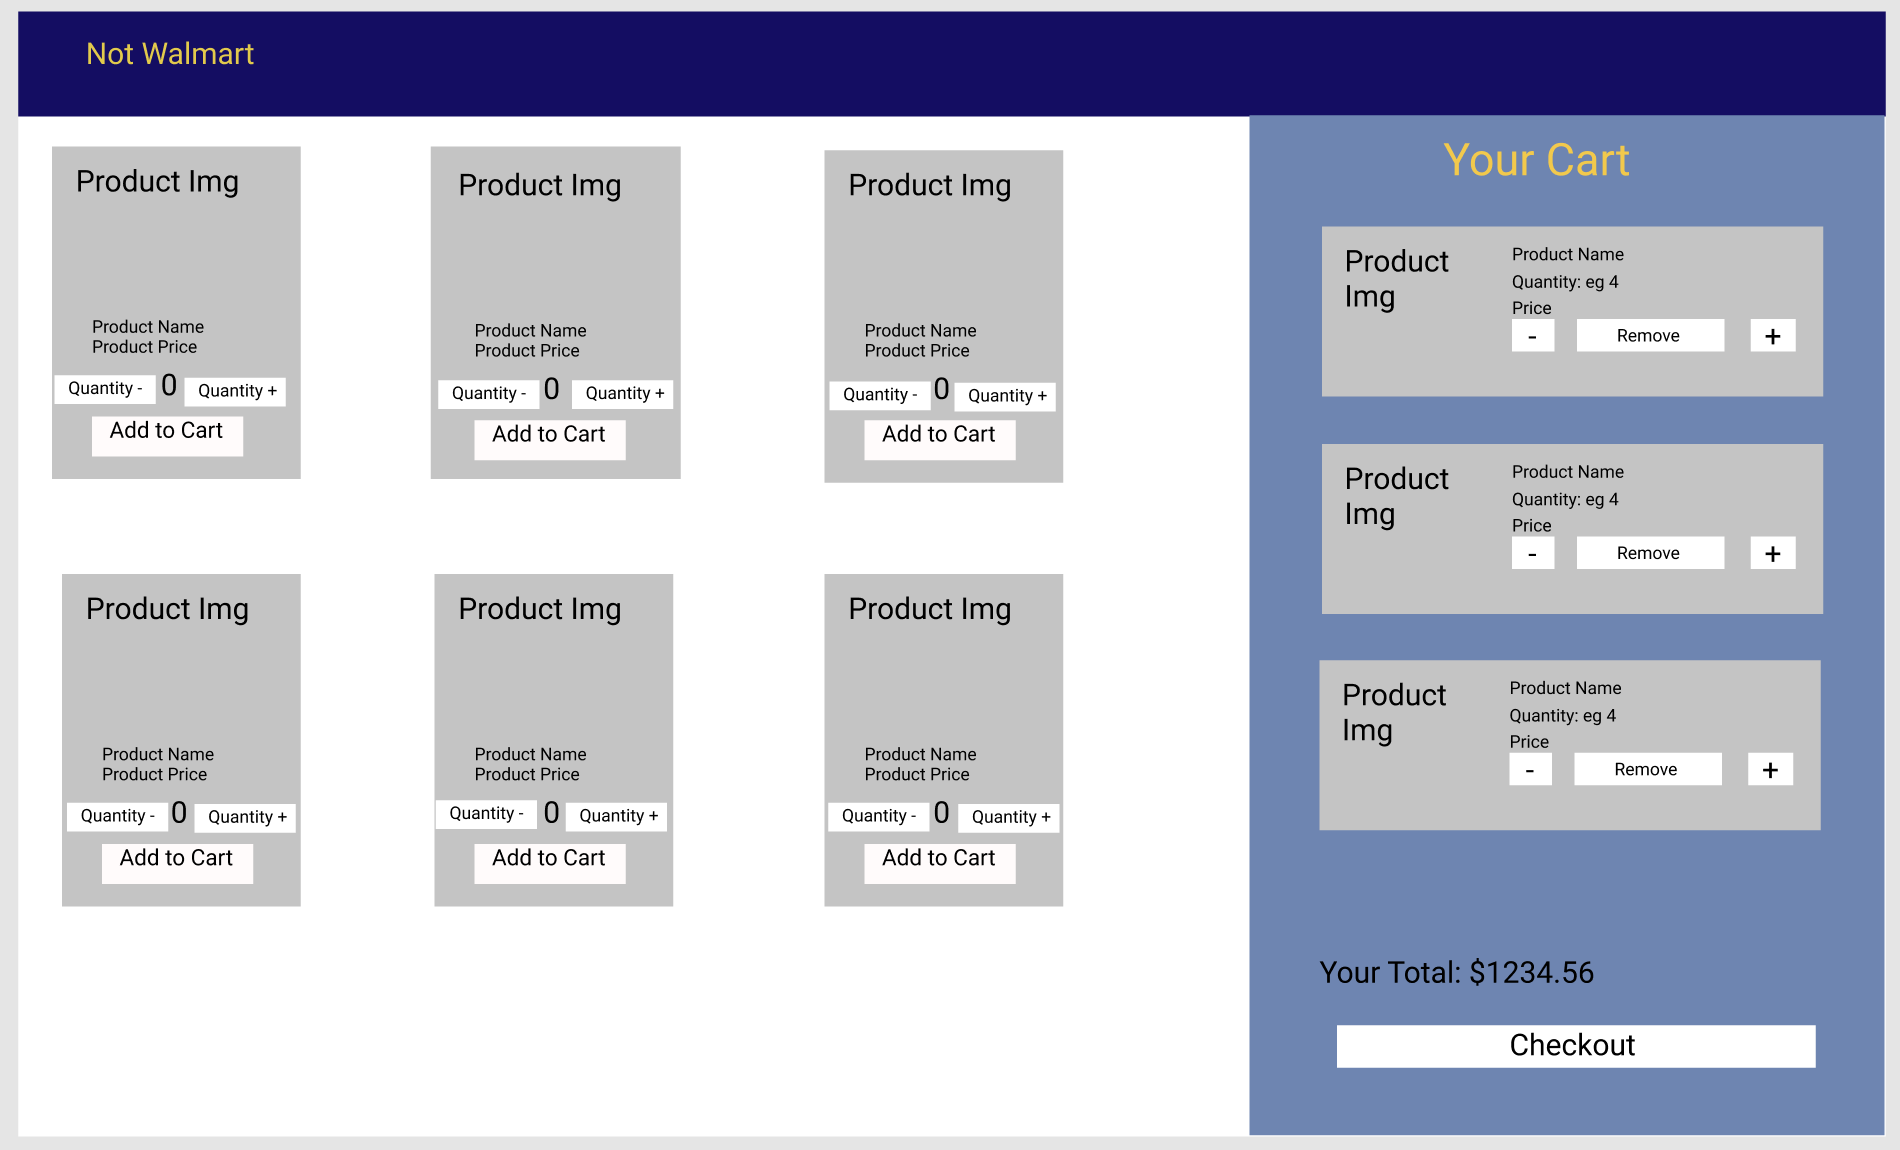 Not Walmart
Product Img
Product Name
Product Price
Quantity - 0 Quantity +
Add to Cart
Product Img
Product Name
Product Price
Quantity - 0 Quantity +
Add to Cart
Product Img
Product Name
Product Price
Quantity - 0 Quantity +
Add to Cart
Product Img
Product Name
Product Price
Quantity - 0 Quantity +
Add to Cart
Product Img
Product Name
Product Price
Quantity - 0 Quantity +
Add to Cart
Product Img
Product Name
Product Price
Quantity - 0 Quantity +
Add to Cart
Your Cart
Product
Img
Product Name
Quantity: eg 4
Price
- Remove +
Product
Img
Product Name
Quantity: eg 4
Price
- Remove +
Product
Img
Product Name
Quantity: eg 4
Price
- Remove +
Your Total: $1234.56
Checkout